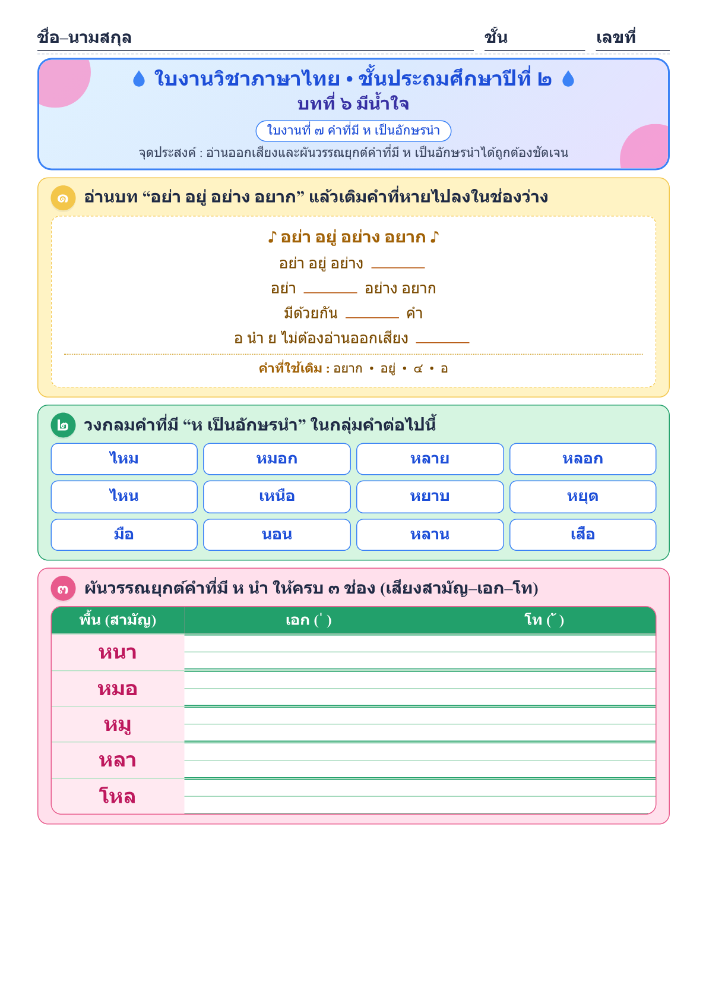 ชื่อ–นามสกุล ชั้น เลขที่
ใบงานวิชาภาษาไทย • ชั้นประถมศึกษาปีที่ ๒
บทที่ ๖ มีน้ำใจ
ใบงานที่ ๗ คำที่มี ห เป็นอักษรนำ
จุดประสงค์ : อ่านออกเสียงและผันวรรณยุกต์คำที่มี ห เป็นอักษรนำได้ถูกต้องชัดเจน
๑ อ่านบท “อย่า อยู่ อย่าง อยาก” แล้วเติมคำที่หายไปลงในช่องว่าง
♪ อย่า อยู่ อย่าง อยาก ♪
อย่า อยู่ อย่าง
อย่า อย่าง อยาก
มีด้วยกัน คำ
อ นำ ย ไม่ต้องอ่านออกเสียง
คำที่ใช้เติม : อยาก • อยู่ • ๔ • อ
๒ วงกลมคำที่มี “ห เป็นอักษรนำ” ในกลุ่มคำต่อไปนี้
ไหม หมอก หลาย หลอก
ไหน เหนือ หยาบ หยุด
มือ นอน หลาน เสือ
๓ ผันวรรณยุกต์คำที่มี ห นำ ให้ครบ ๓ ช่อง (เสียงสามัญ–เอก–โท)
พื้น (สามัญ) เอก (่ ) โท (้ )
หนา
หมอ
หมู
หลา
โหล